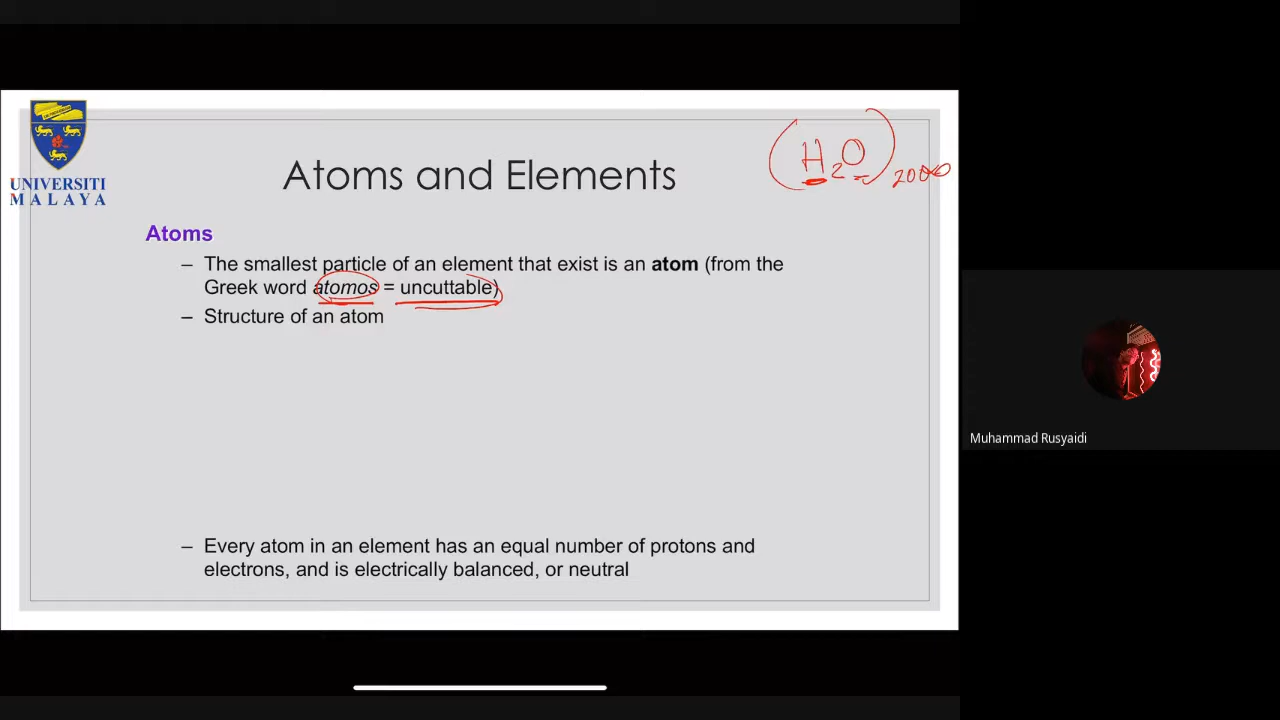 UNIVERSITI
MALAYA
Atoms and Elements
(H2O)2000
Atoms
– The smallest particle of an element that exist is an atom (from the
Greek word atomos = uncuttable)
– Structure of an atom
– Every atom in an element has an equal number of protons and
electrons, and is electrically balanced, or neutral
Muhammad Rusyaidi